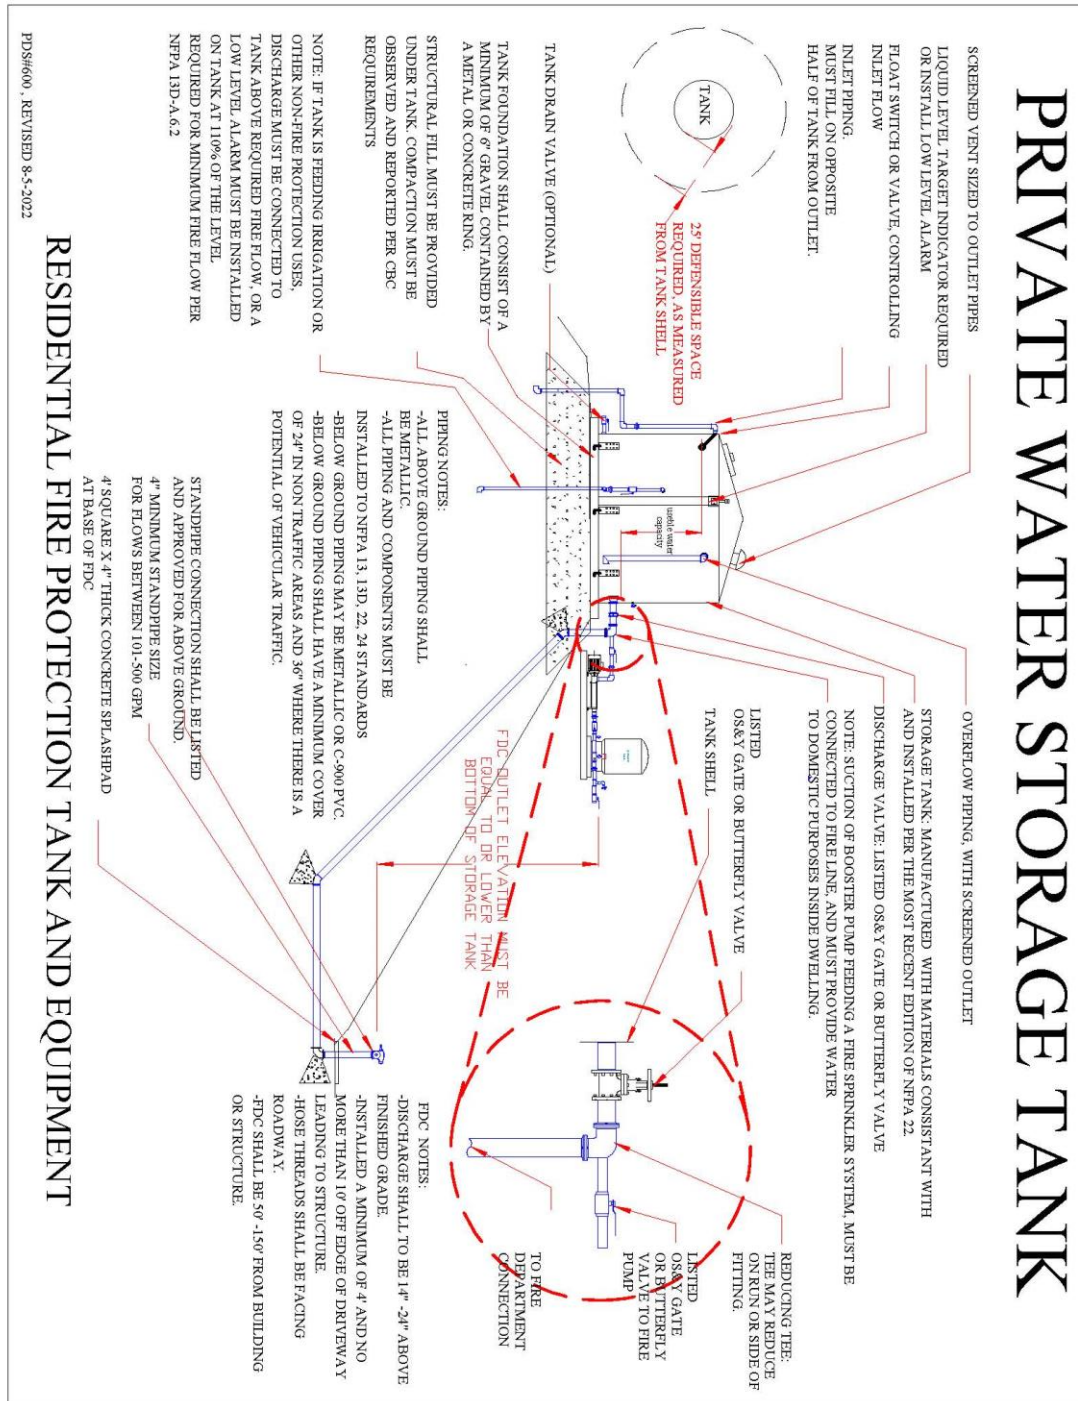 PRIVATE WATER STORAGE TANK
SCREENED VENT SIZED TO OUTLET PIPES
LIQUID LEVEL TARGET INDICATOR REQUIRED
OR INSTALL LOW LEVEL ALARM
FLOAT SWITCH OR VALVE, CONTROLLING
INLET FLOW
INLET PIPING.
MUST FILL ON OPPOSITE
HALF OF TANK FROM OUTLET.
TANK
25' DEFENSIBLE SPACE
REQUIRED, AS MEASURED
FROM TANK SHELL
TANK DRAIN VALVE (OPTIONAL)
TANK FOUNDATION SHALL CONSIST OF A
MINIMUM OF 6" GRAVEL CONTAINED BY
A METAL OR CONCRETE RING.
STRUCTURAL FILL MUST BE PROVIDED
UNDER TANK. COMPACTION MUST BE
OBSERVED AND REPORTED PER CBC
REQUIREMENTS
NOTE: IF TANK IS FEEDING IRRIGATION OR
OTHER NON-FIRE PROTECTION USES,
DISCHARGE MUST BE CONNECTED TO
TANK ABOVE REQUIRED FIRE FLOW, OR A
LOW LEVEL ALARM MUST BE INSTALLED
ON TANK AT 110% OF THE LEVEL
REQUIRED FOR MINIMUM FIRE FLOW PER
NFPA 13D-A.6.2
useble water
capacity
OVERFLOW PIPING, WITH SCREENED OUTLET
STORAGE TANK: MANUFACTURED WITH MATERIALS CONSISTANT WITH
AND INSTALLED PER THE MOST RECENT EDITION OF NFPA 22.
DISCHARGE VALVE: LISTED OS&Y GATE OR BUTTERFLY VALVE
NOTE: SUCTION OF BOOSTER PUMP FEEDING A FIRE SPRINKLER SYSTEM, MUST BE
CONNECTED TO FIRE LINE, AND MUST PROVIDE WATER
TO DOMESTIC PURPOSES INSIDE DWELLING.
LISTED
OS&Y GATE OR BUTTERFLY VALVE
TANK SHELL
REDUCING TEE:
TEE MAY REDUCE
ON RUN OR SIDE OF
FITTING.
LISTED
OS&Y GATE
OR BUTTERFLY
VALVE TO FIRE
PUMP
TO FIRE
DEPARTMENT
CONNECTION
FDC OUTLET ELEVATION MUST BE
EQUAL TO OR LOWER THAN
BOTTOM OF STORAGE TANK
PIPING NOTES:
-ALL ABOVE GROUND PIPING SHALL
BE METALLIC.
-ALL PIPING AND COMPONENTS MUST BE
INSTALLED TO NFPA 13, 13D, 22, 24 STANDARDS
-BELOW GROUND PIPING MAY BE METALLIC OR C-900 PVC.
-BELOW GROUND PIPING SHALL HAVE A MINIMUM COVER
OF 24" IN NON TRAFFIC AREAS AND 36" WHERE THERE IS A
POTENTIAL OF VEHICULAR TRAFFIC.
STANDPIPE CONNECTION SHALL BE LISTED
AND APPROVED FOR ABOVE GROUND.
4" MINIMUM STANDPIPE SIZE
FOR FLOWS BETWEEN 101-500 GPM
4' SQUARE X 4" THICK CONCRETE SPLASHPAD
AT BASE OF FDC
FDC NOTES:
-DISCHARGE SHALL TO BE 14" -24" ABOVE
FINISHED GRADE.
-INSTALLED A MINIMUM OF 4' AND NO
MORE THAN 10' OFF EDGE OF DRIVEWAY
LEADING TO STRUCTURE.
-HOSE THREADS SHALL BE FACING
ROADWAY.
-FDC SHALL BE 50' -150' FROM BUILDING
OR STRUCTURE.
RESIDENTIAL FIRE PROTECTION TANK AND EQUIPMENT
PDS#600 , REVISED 8-5-2022